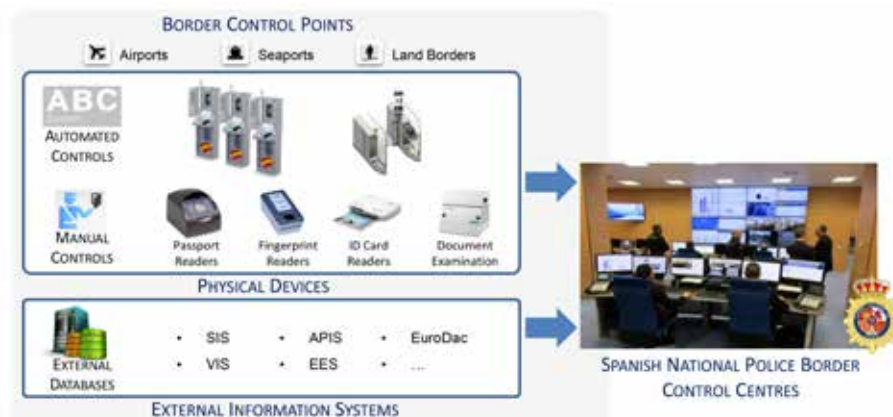 BORDER CONTROL POINTS
Airports
Seaports
Land Borders
ABC
AUTOMATED
CONTROLS
MANUAL
CONTROLS
Passport
Readers
Fingerprint
Readers
ID Card
Readers
Document
Examination
PHYSICAL DEVICES
EXTERNAL
DATABASES
• SIS • APIS • EuroDac
• VIS • EES • ...
EXTERNAL INFORMATION SYSTEMS
SPANISH NATIONAL POLICE BORDER
CONTROL CENTRES